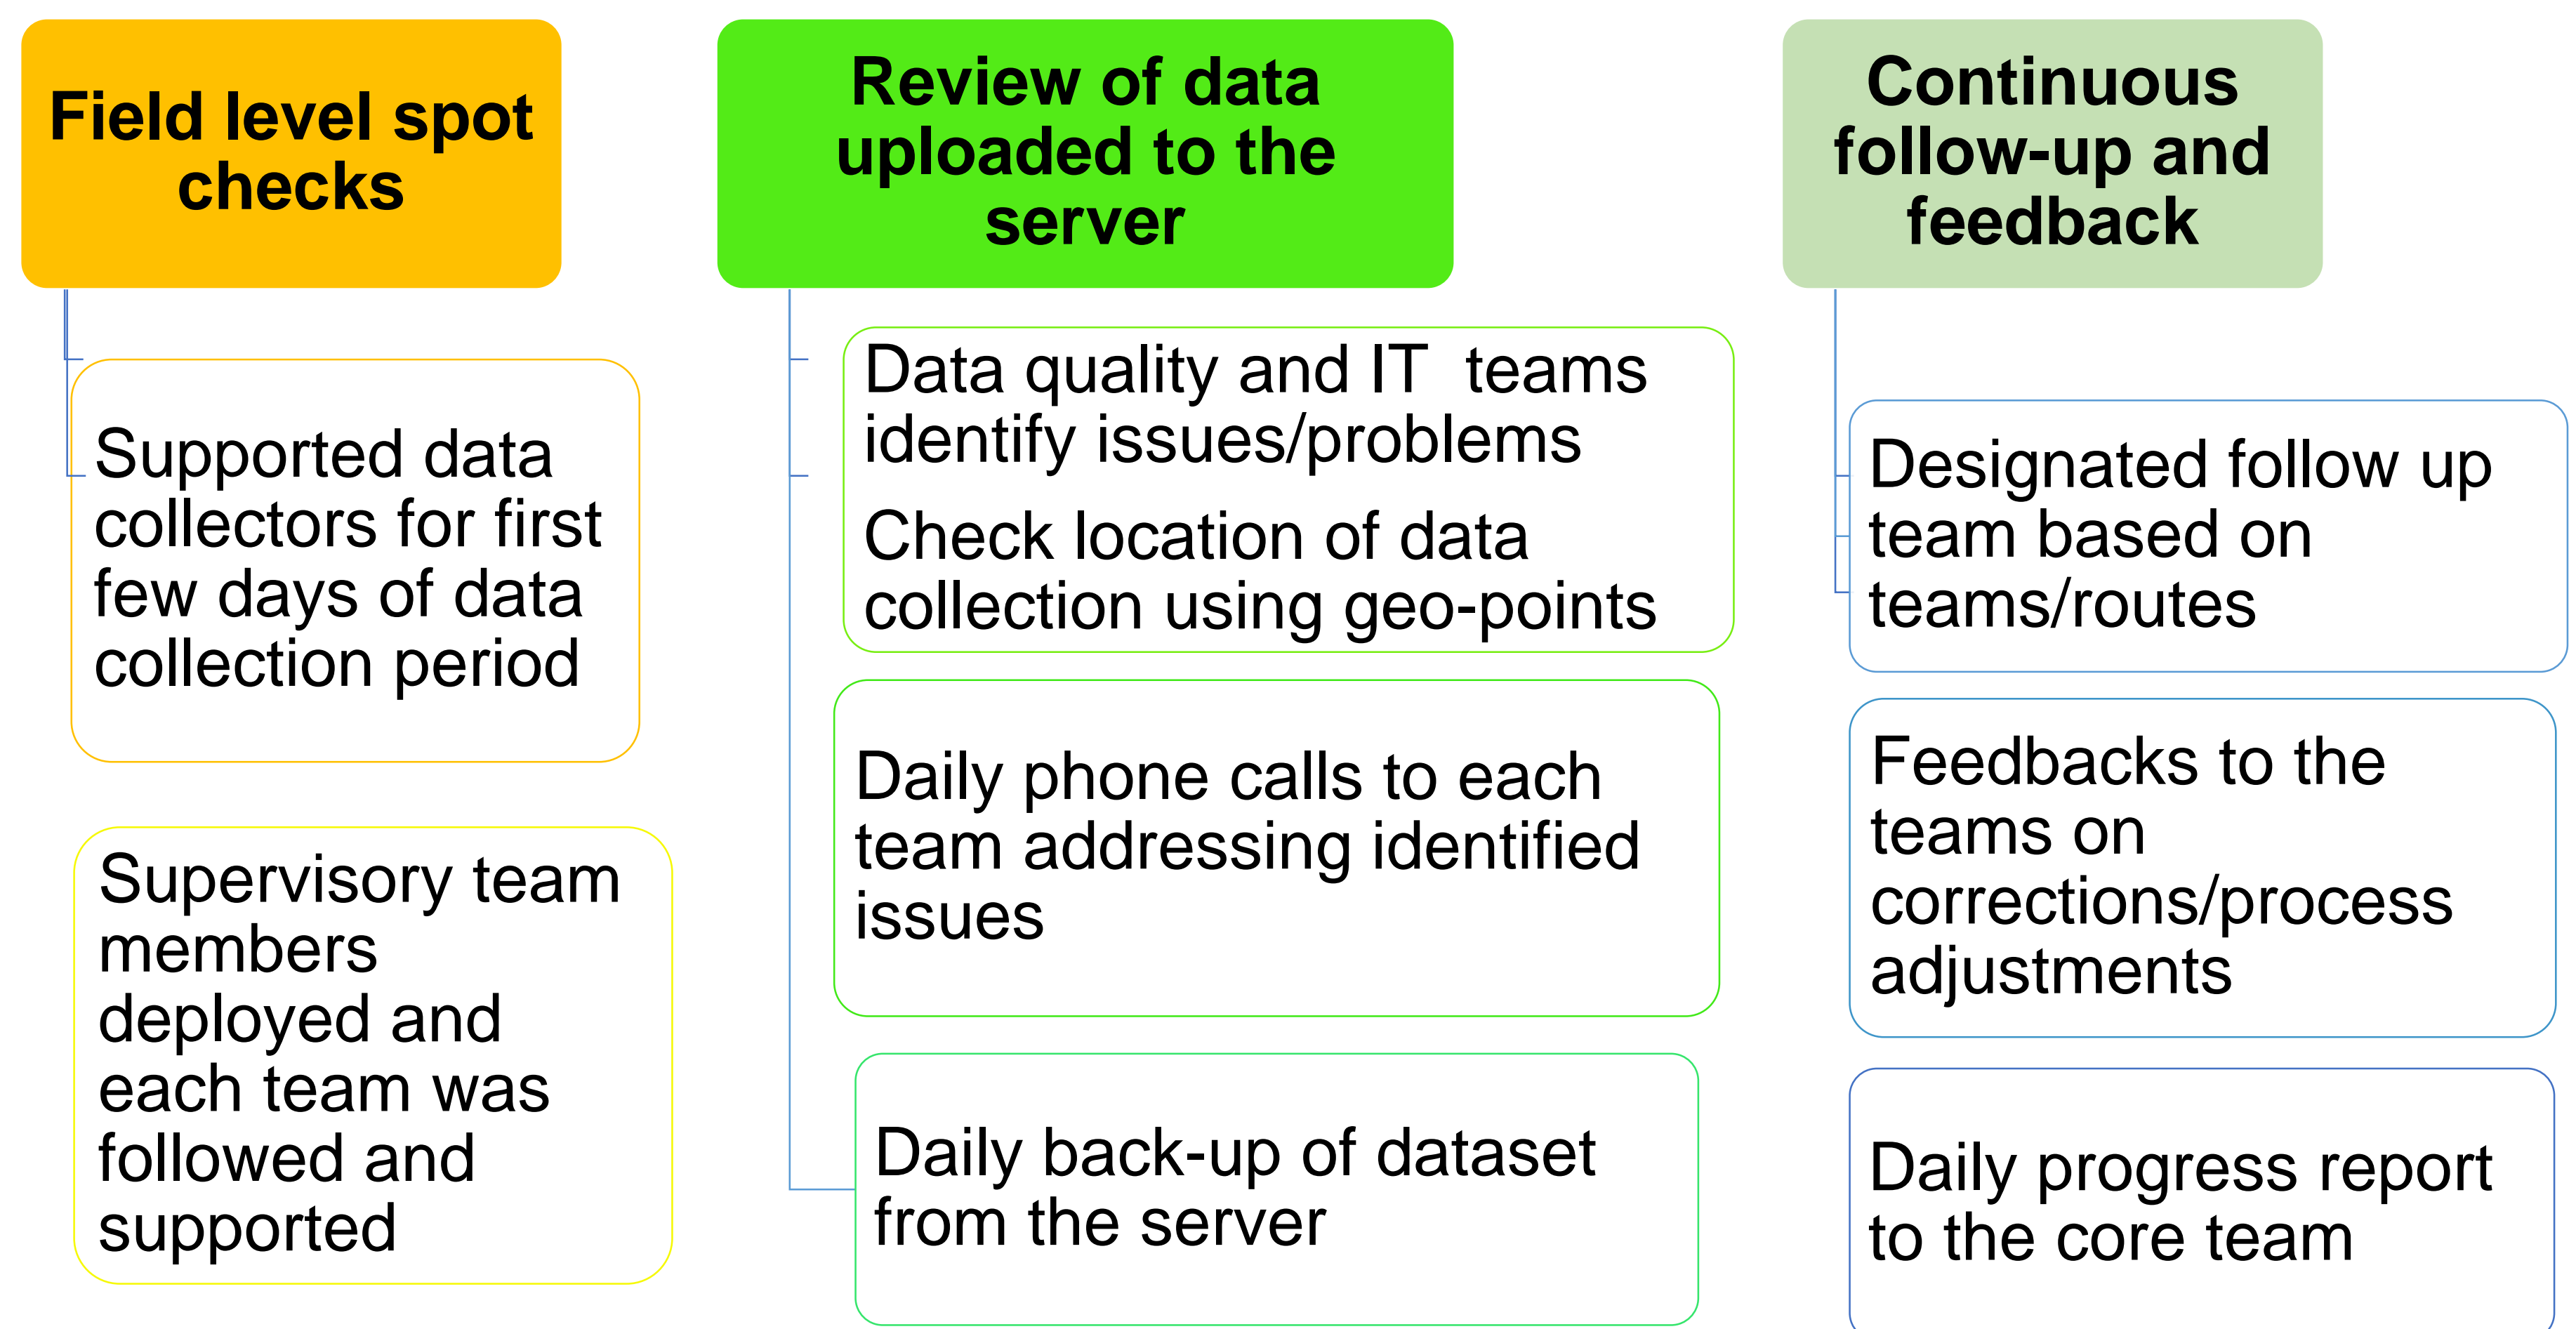 Field level spot
checks
Supported data
collectors for first
few days of data
collection period
Supervisory team
members
deployed and
each team was
followed and
supported
Review of data
uploaded to the
server
Data quality and IT  teams
identify issues/problems
Check location of data
collection using geo-points
Daily phone calls to each
team addressing identified
issues
Daily back-up of dataset
from the server
Continuous
follow-up and
feedback
Designated follow up
team based on
teams/routes
Feedbacks to the
teams on
corrections/process
adjustments
Daily progress report
to the core team